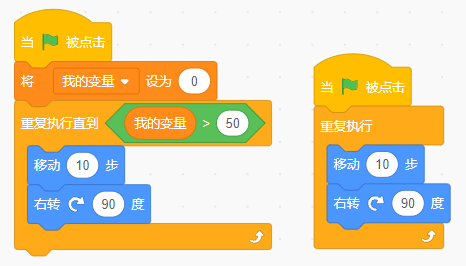 当 被点击
将 我的变量 设为 0
重复执行直到 我的变量 > 50
移动 10 步
右转 90 度
当 被点击
重复执行
移动 10 步
右转 90 度